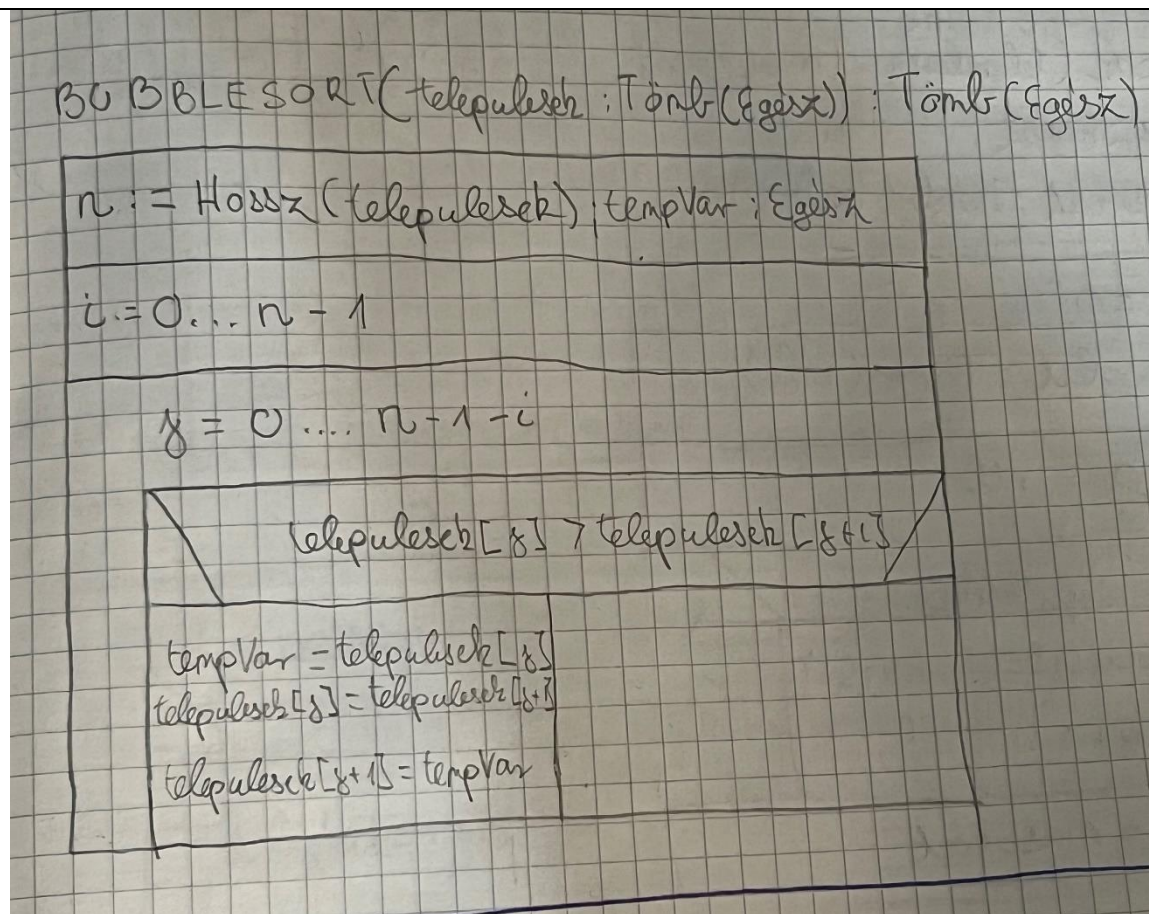 BUBBLESORT(telepulesek : Tömb(Egész)) : Tömb(Egész)
n := Hossz(telepulesek) ; tempVar : Egész
i = 0... n - 1
j = 0 .... n - 1 - i
telepulesek[j] > telepulesek[j+1]
tempVar = telepulesek[j]
telepulesek[j] = telepulesek[j+1]
telepulesek[j+1] = tempVar